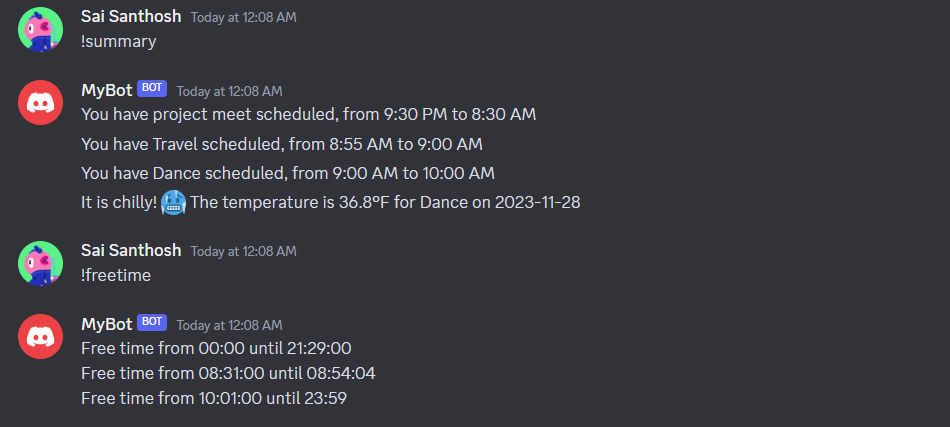 Sai Santhosh Today at 12:08 AM
!summary
MyBot BOT Today at 12:08 AM
You have project meet scheduled, from 9:30 PM to 8:30 AM
You have Travel scheduled, from 8:55 AM to 9:00 AM
You have Dance scheduled, from 9:00 AM to 10:00 AM
It is chilly! 🥶 The temperature is 36.8°F for Dance on 2023-11-28
Sai Santhosh Today at 12:08 AM
!freetime
MyBot BOT Today at 12:08 AM
Free time from 00:00 until 21:29:00
Free time from 08:31:00 until 08:54:04
Free time from 10:01:00 until 23:59